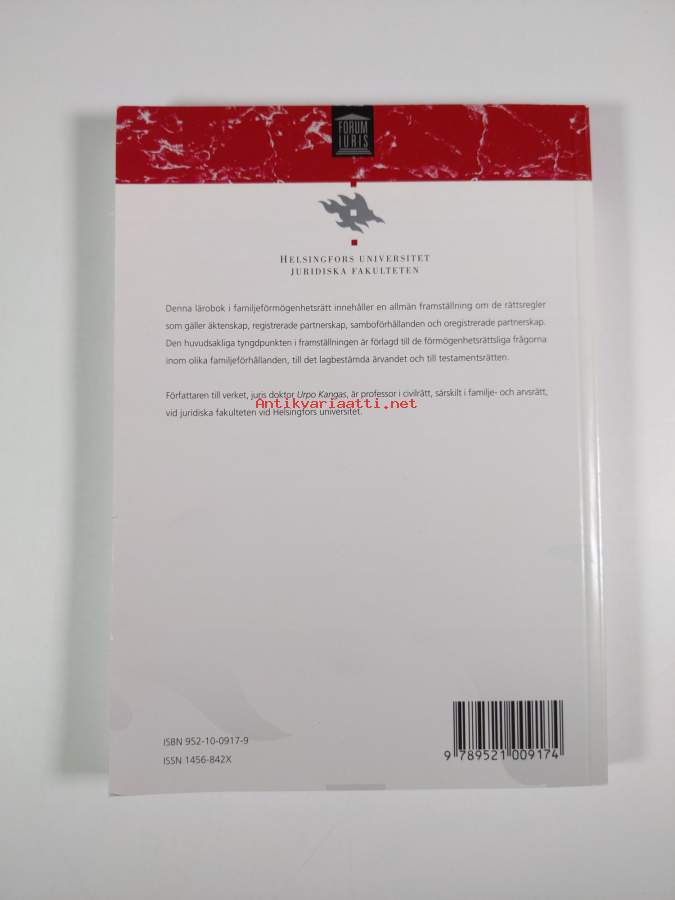 FORUM
IURIS
HELSINGFORS UNIVERSITET
JURIDISKA FAKULTETEN
Denna lärobok i familjeförmögenhetsrätt innehåller en allmän framställning om de rättsregler
som gäller äktenskap, registrerade partnerskap, samboförhållanden och oregistrerade partnerskap.
Den huvudsakliga tyngdpunkten i framställningen är förlagd till de förmögenhetsrättsliga frågorna
inom olika familjeförhållanden, till det lagbestämda ärvandet och till testamentsrätten.
Författaren till verket, juris doktor Urpo Kangas, är professor i civilrätt, särskilt i familje- och arvsrätt,
Antikyariaatti.net
vid juridiska fakulteten vid Helsingfors universitet.
ISBN 952-10-0917-9
ISSN 1456-842X
9 789521 009174